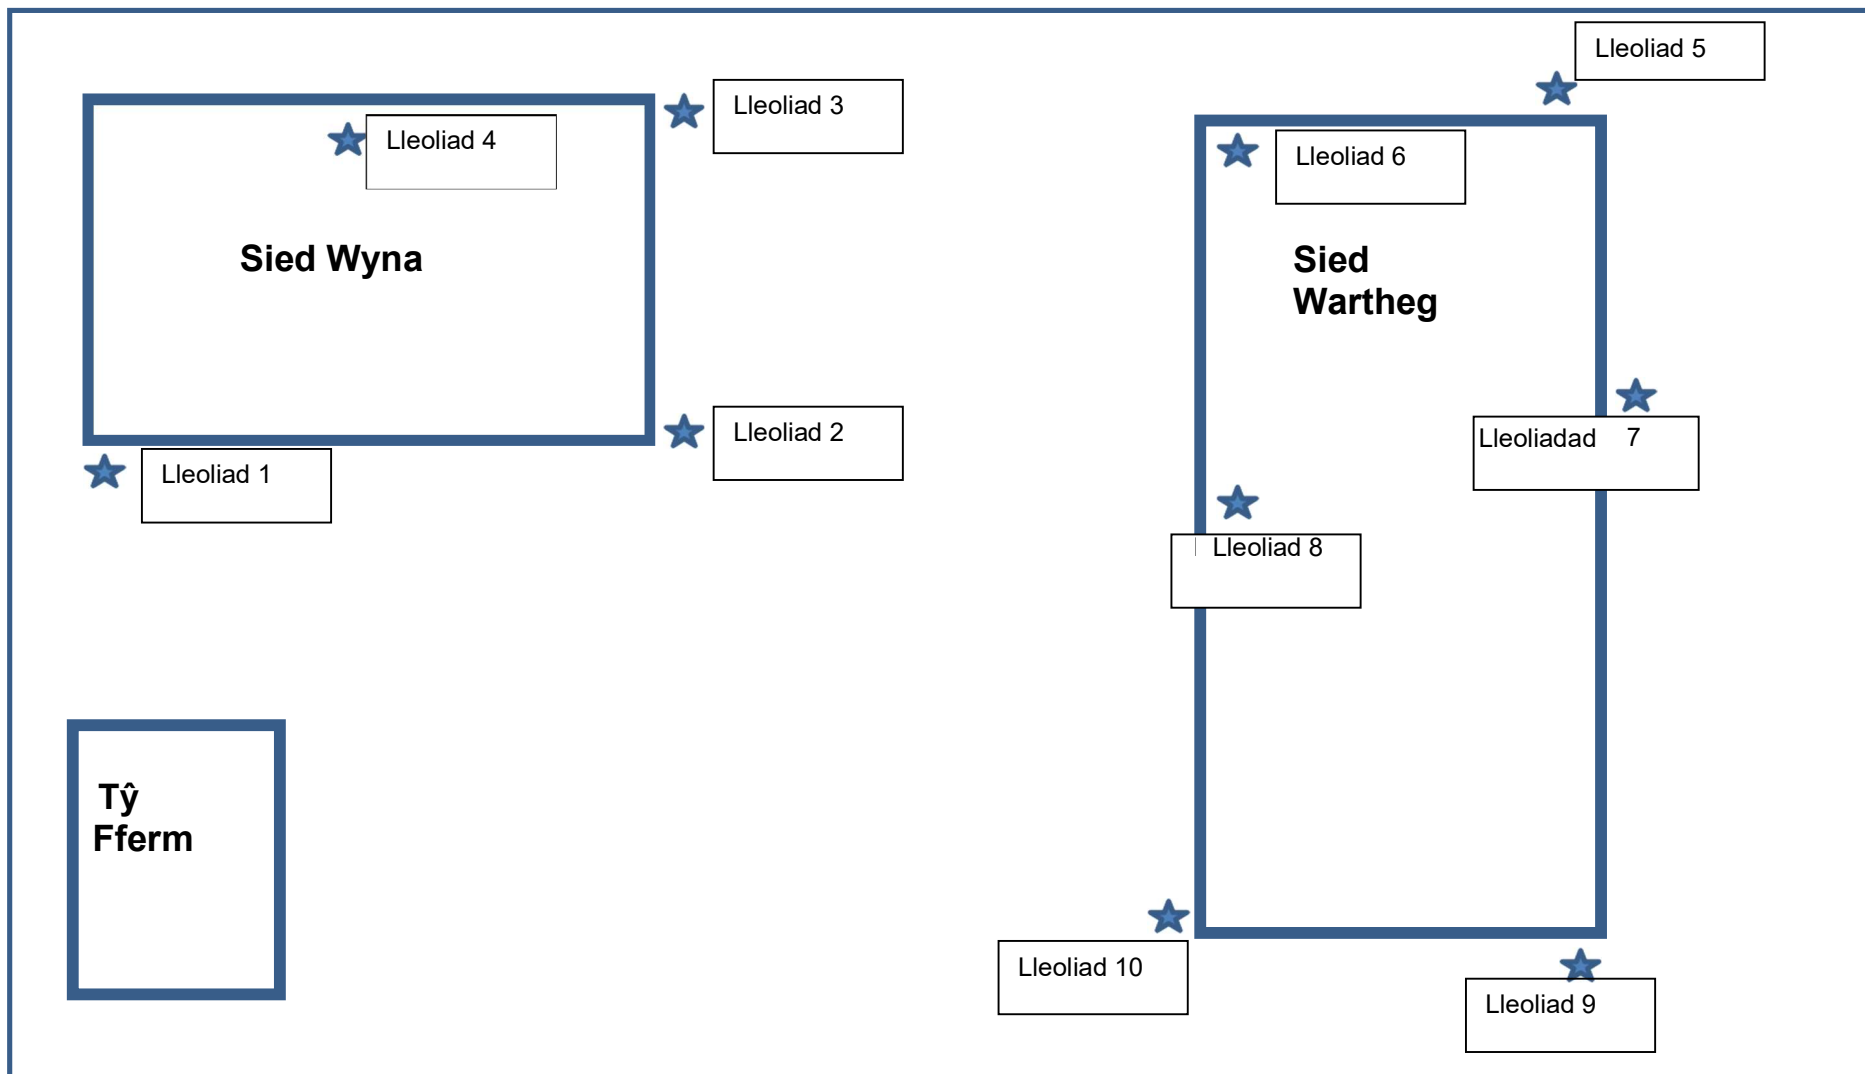 Lleoliad 5
Lleoliad 3
Lleoliad 4
Lleoliad 6
Sied Wyna
Sied
Wartheg
Lleoliad 2
Lleoliadad 7
Lleoliad 1
Lleoliad 8
Tŷ
Fferm
Lleoliad 10
Lleoliad 9